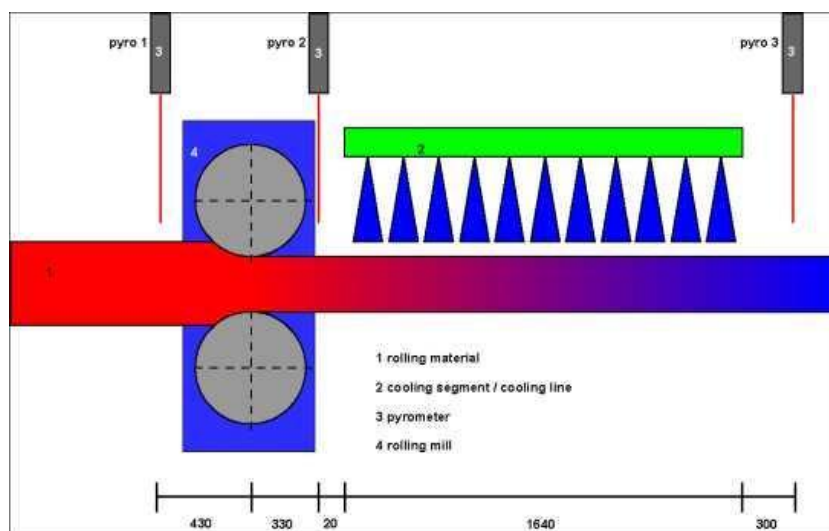 pyro 1
3
pyro 2
3
pyro 3
3
4
2
1
1 rolling material
2 cooling segment / cooling line
3 pyrometer
4 rolling mill
430
330
20
1640
300